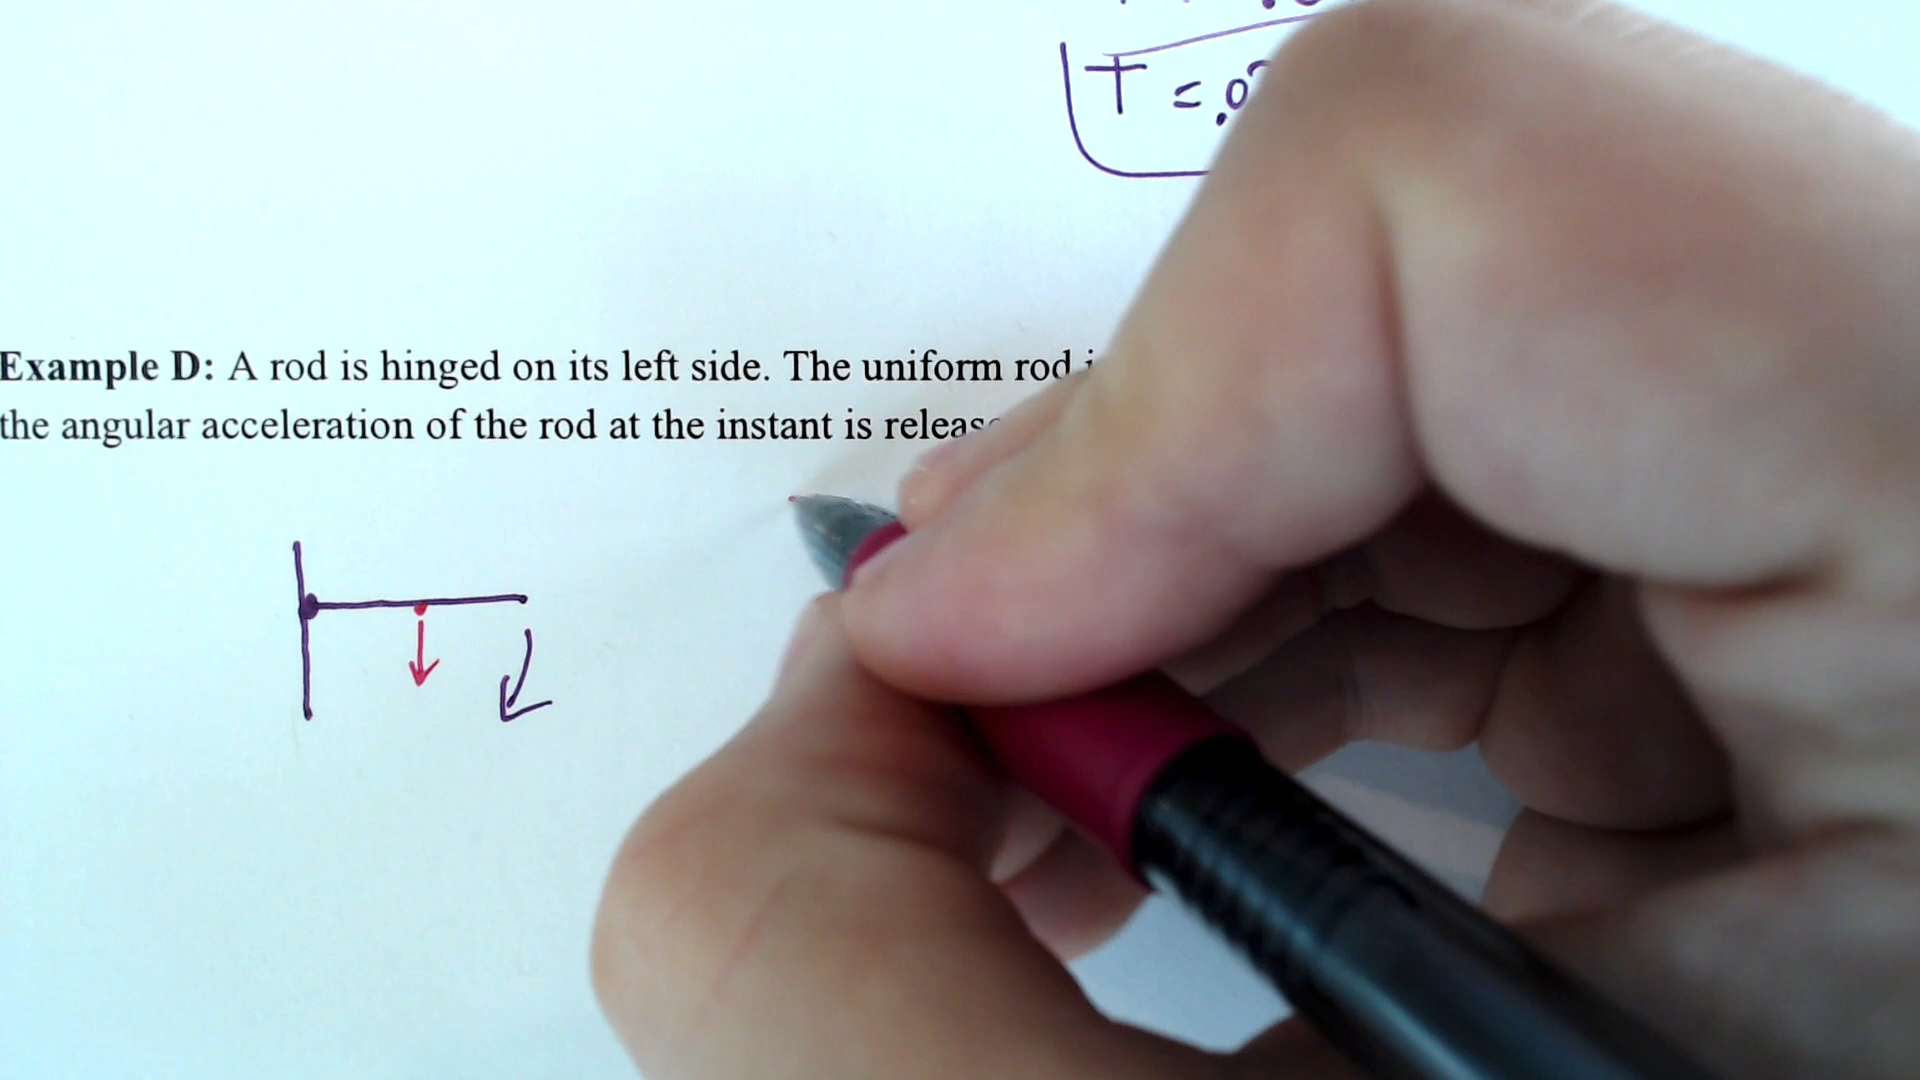 T = .0
Example D: A rod is hinged on its left side. The uniform rod
the angular acceleration of the rod at the instant is releas